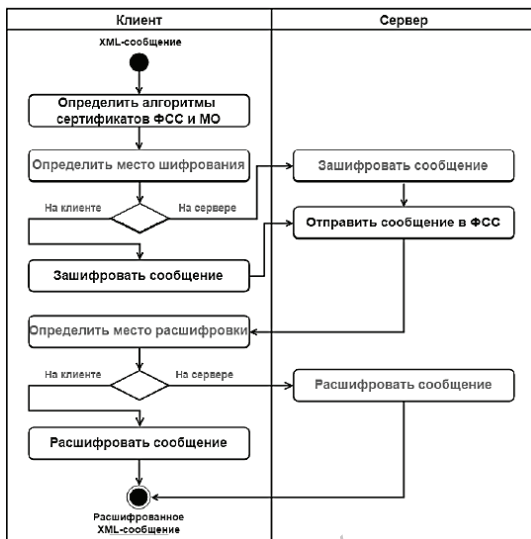 Клиент
Сервер
XML-сообщение
Определить алгоритмы
сертификатов ФСС и МО
Определить место шифрования
Зашифровать сообщение
На клиенте
На сервере
Отправить сообщение в ФСС
Зашифровать сообщение
Определить место расшифровки
На клиенте
На сервере
Расшифровать сообщение
Расшифровать сообщение
Расшифрованное
XML-сообщение